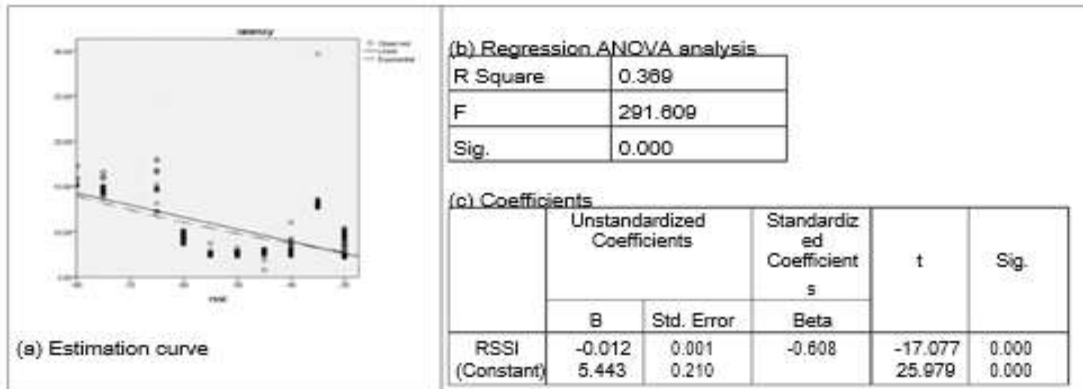 latency
Observed
Linear
Exponential
rssi
(a) Estimation curve
(b) Regression ANOVA analysis
R Square 0.369
F 291.609
Sig. 0.000
(c) Coefficients
Unstandardized Coefficients
Standardiz
ed
Coefficient
s
t
Sig.
B Std. Error Beta
RSSI -0.012 0.001 -0.608 -17.077 0.000
(Constant) 5.443 0.210 25.979 0.000